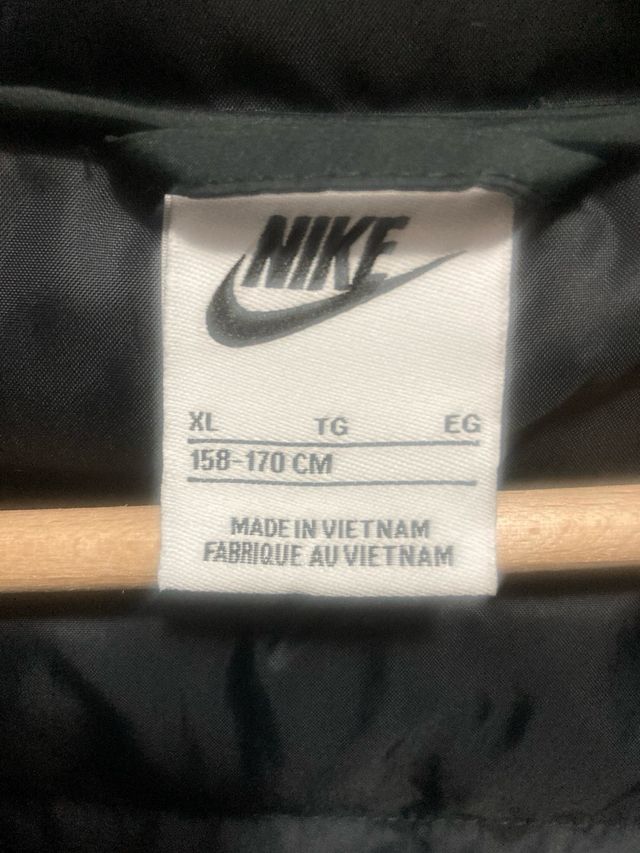 NIKE
XL TG EG
158-170 CM
MADE IN VIETNAM
FABRIQUE AU VIETNAM